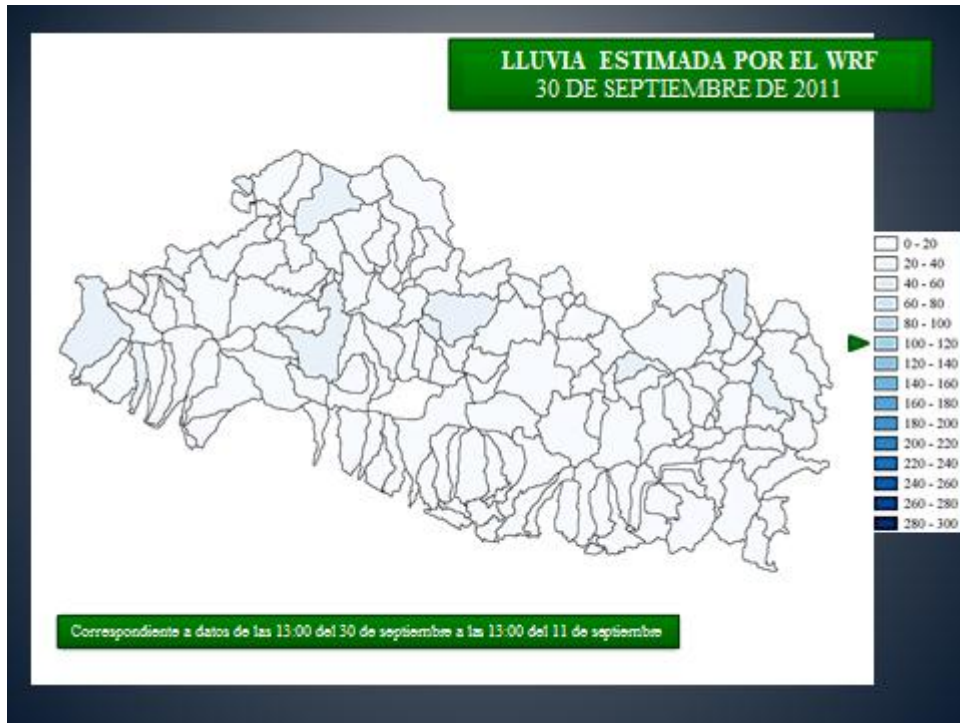 LLUVIA ESTIMADA POR EL WRF
30 DE SEPTIEMBRE DE 2011
0 - 20
20 - 40
40 - 60
60 - 80
80 - 100
100 - 120
120 - 140
140 - 160
160 - 180
180 - 200
200 - 220
220 - 240
240 - 260
260 - 280
280 - 300
Correspondiente a datos de las 13:00 del 30 de septiembre a las 13:00 del 11 de septiembre